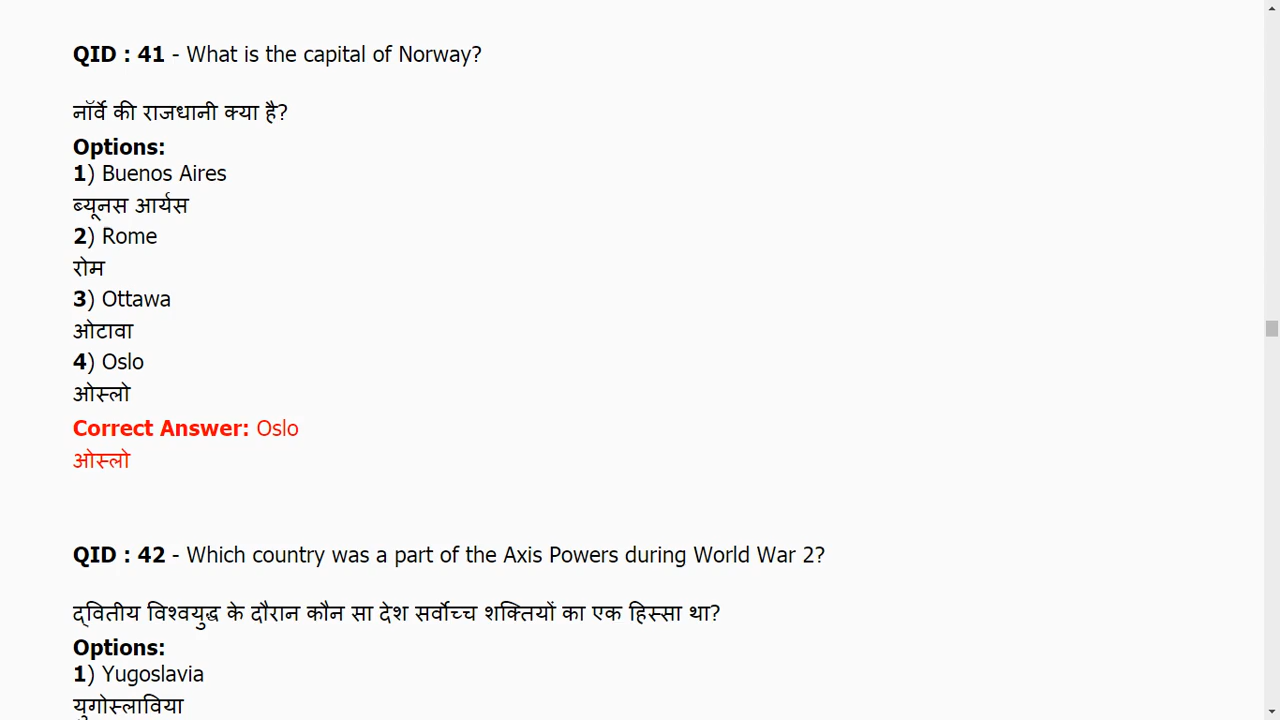 QID : 41 - What is the capital of Norway?
नॉर्वे की राजधानी क्या है?
Options:
1) Buenos Aires
ब्यूनस आर्यस
2) Rome
रोम
3) Ottawa
ओटावा
4) Oslo
ओस्लो
Correct Answer: Oslo
ओस्लो
QID : 42 - Which country was a part of the Axis Powers during World War 2?
द्वितीय विश्वयुद्ध के दौरान कौन सा देश सर्वोच्च शक्तियों का एक हिस्सा था?
Options:
1) Yugoslavia
युगोस्लाविया